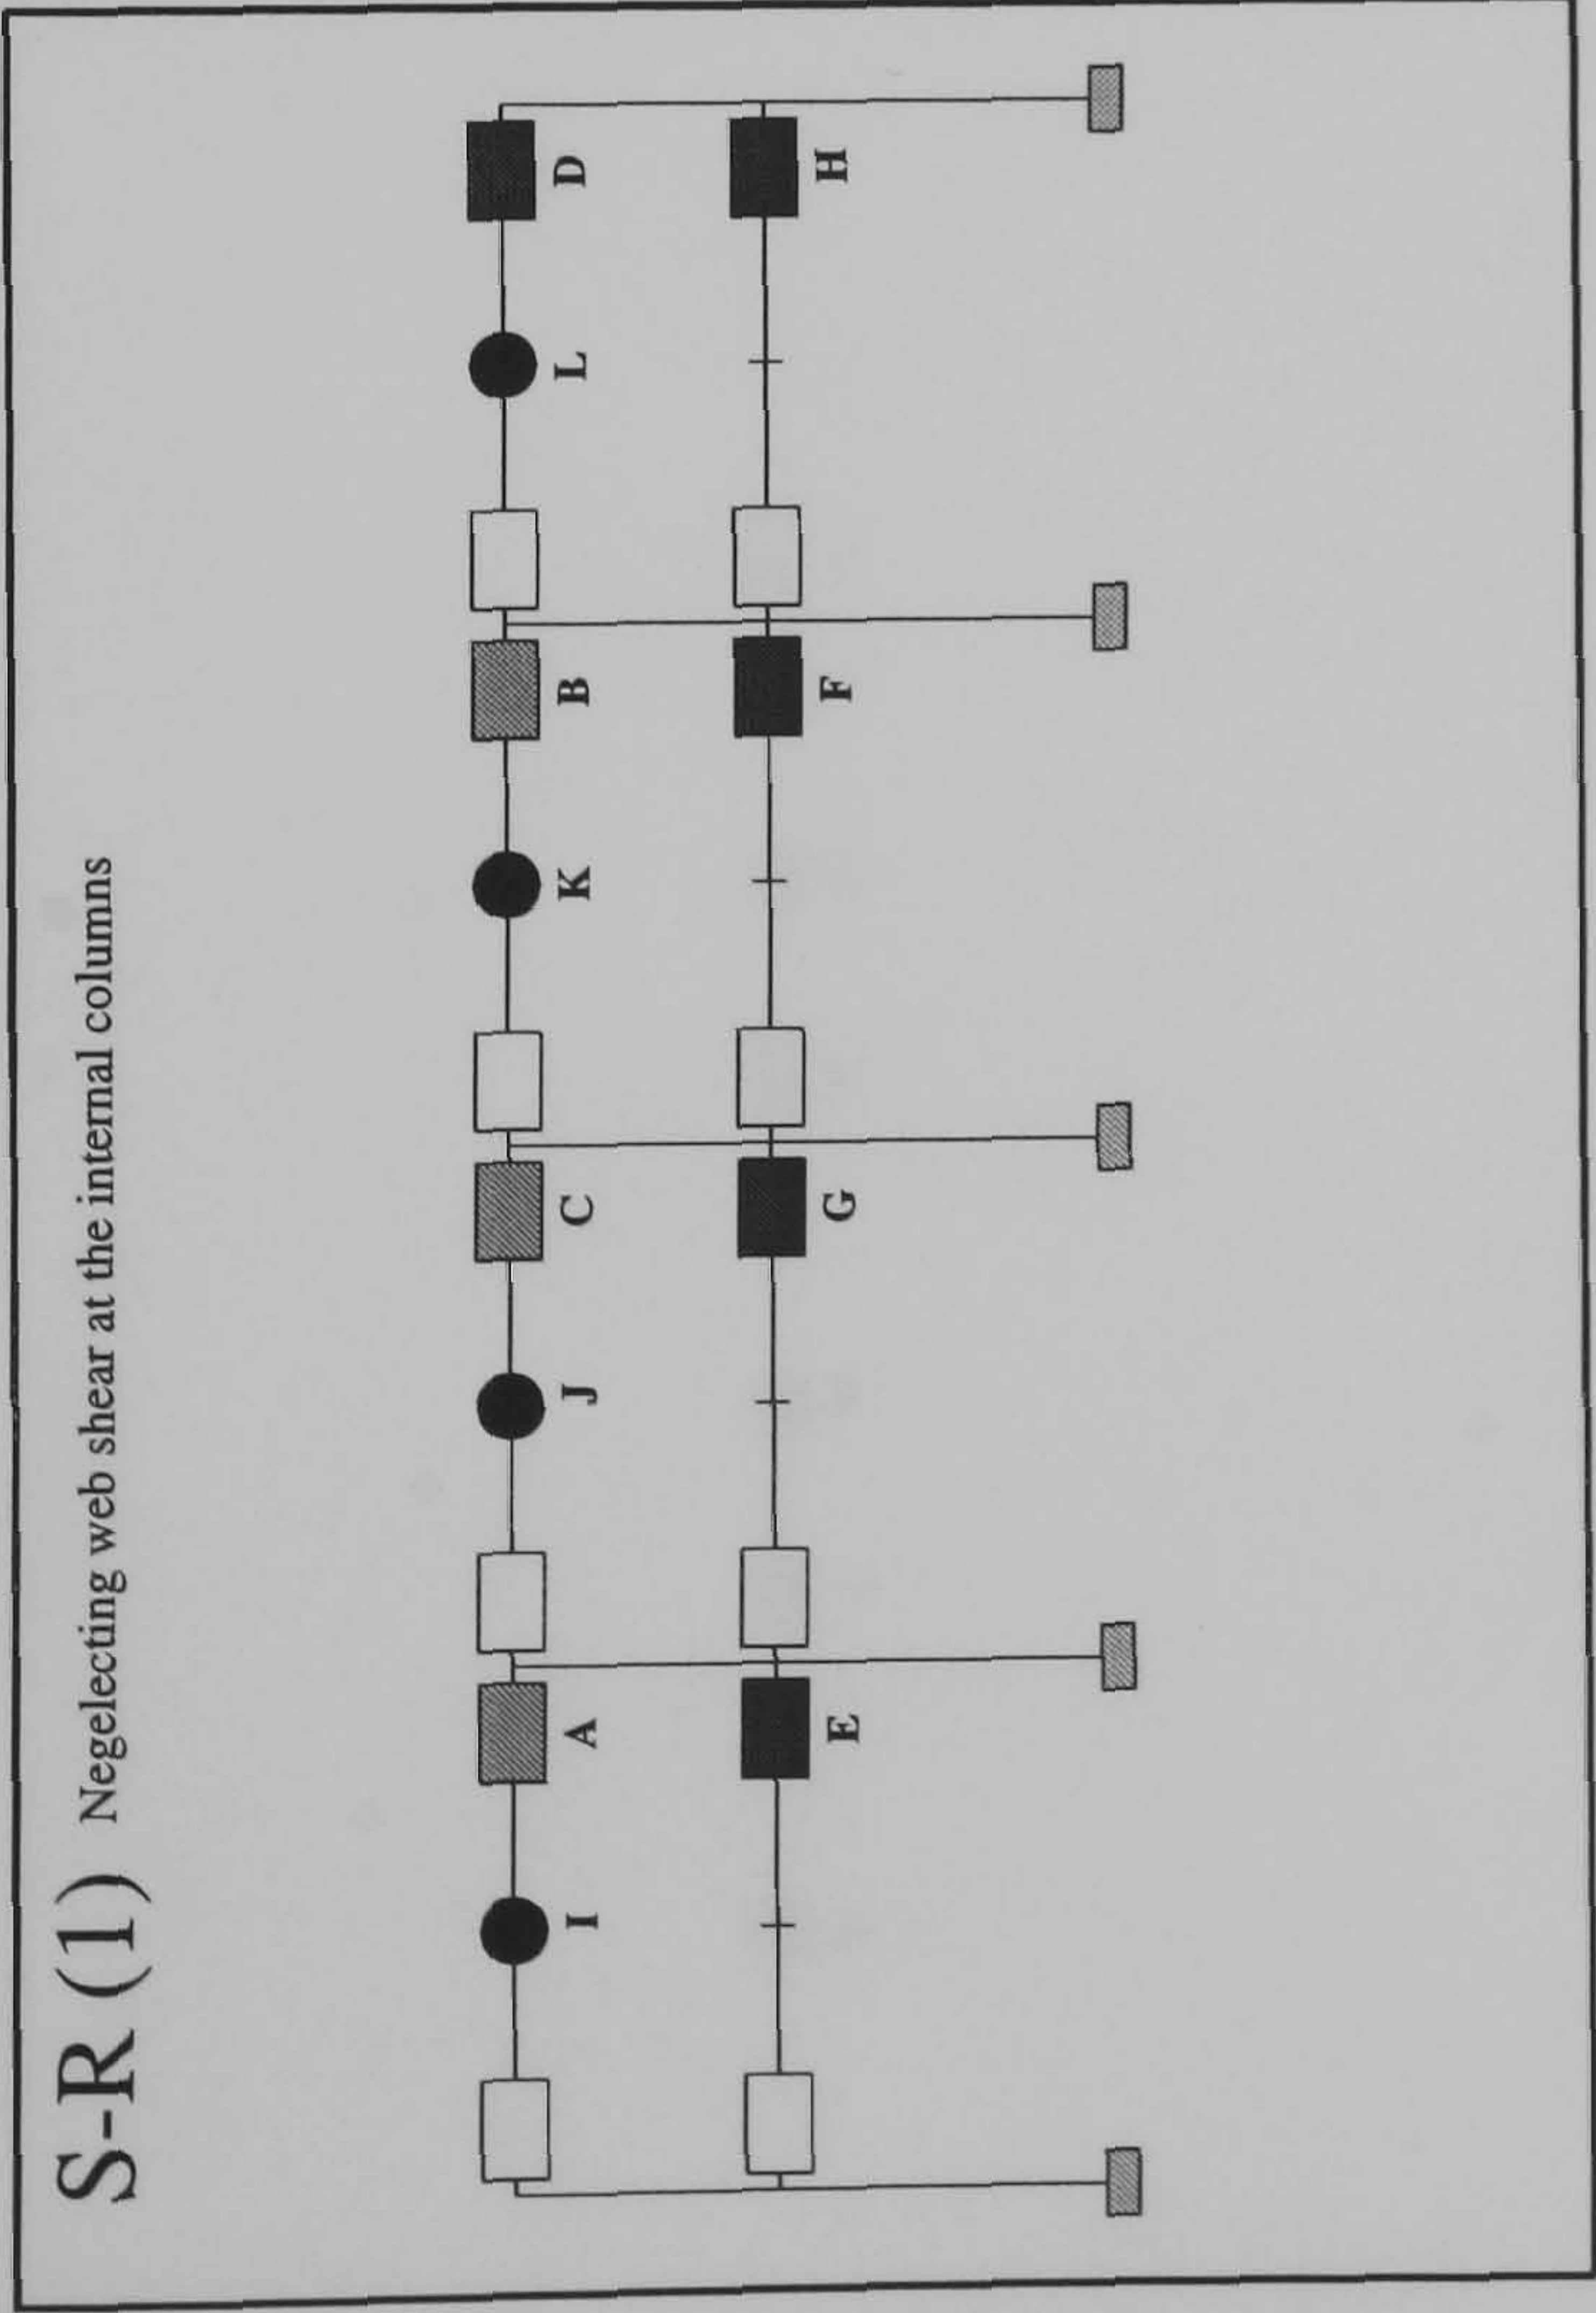 S-R (1) Negelecting web shear at the internal columns
I A J C K B L D
E G F H